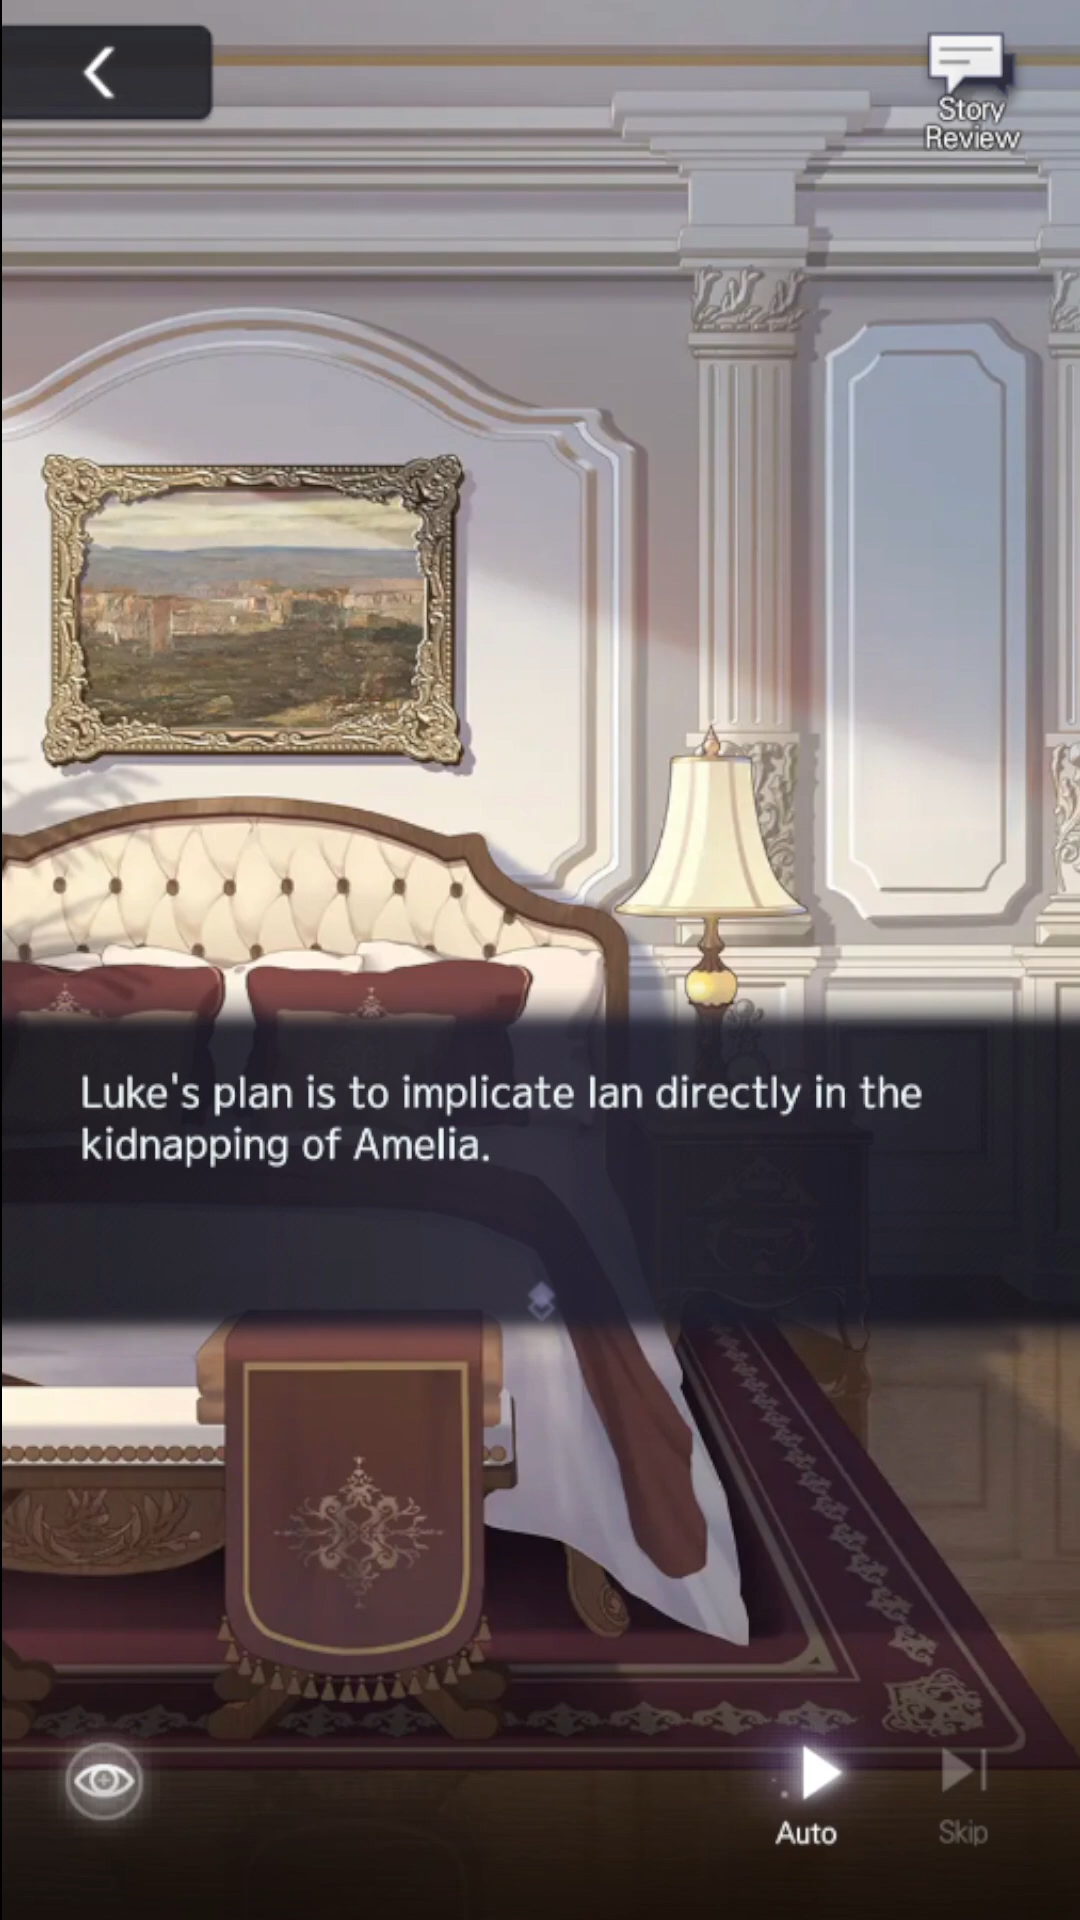 Story
Review
Luke's plan is to implicate Ian directly in the
kidnapping of Amelia.
Auto
Skip